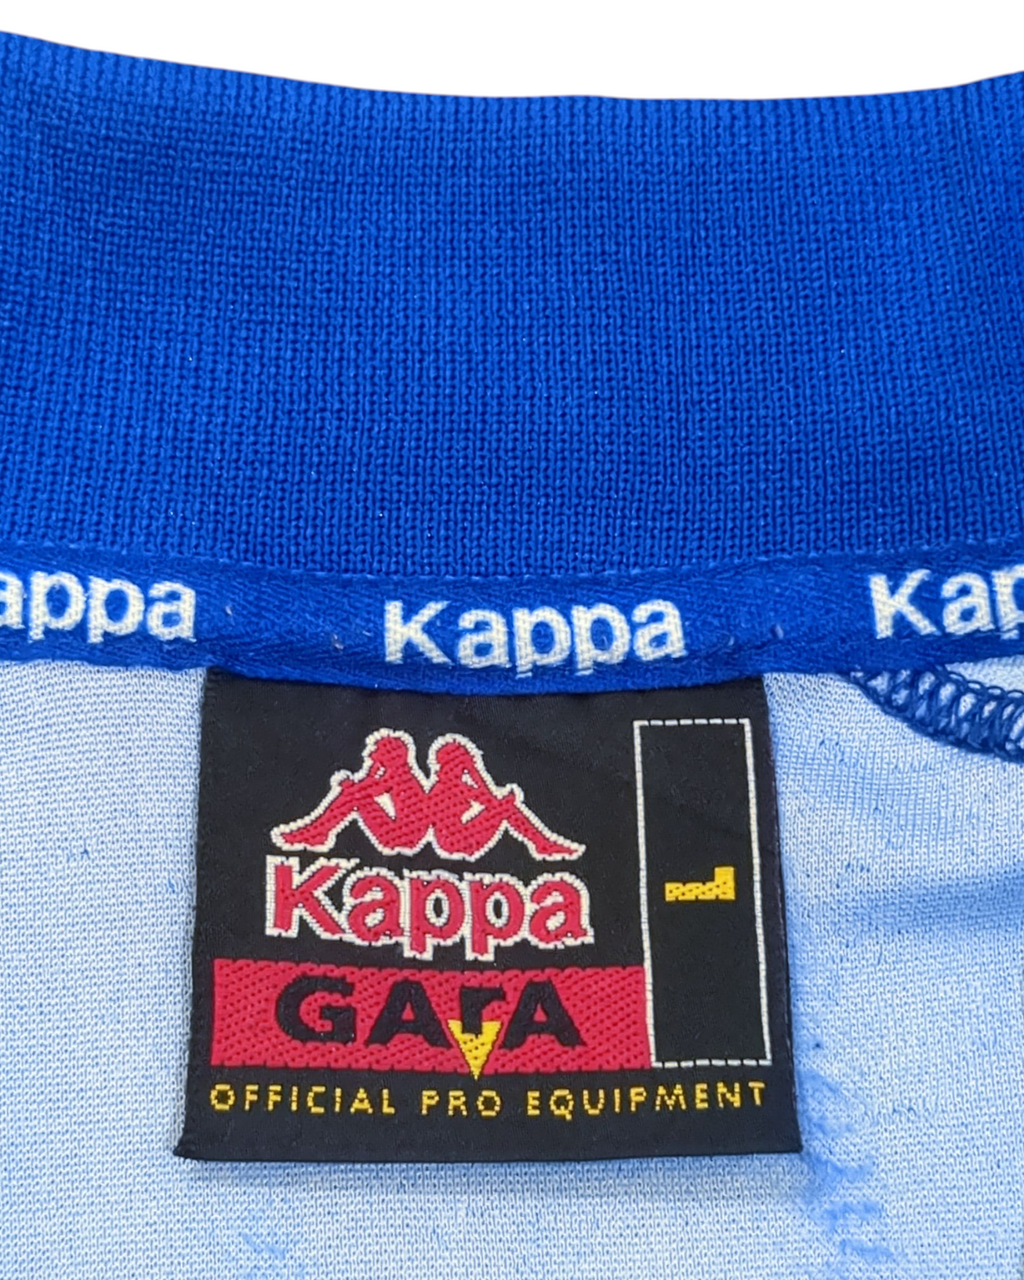 appa Kappa Kap
Kappa
L
GARA
OFFICIAL PRO EQUIPMENT